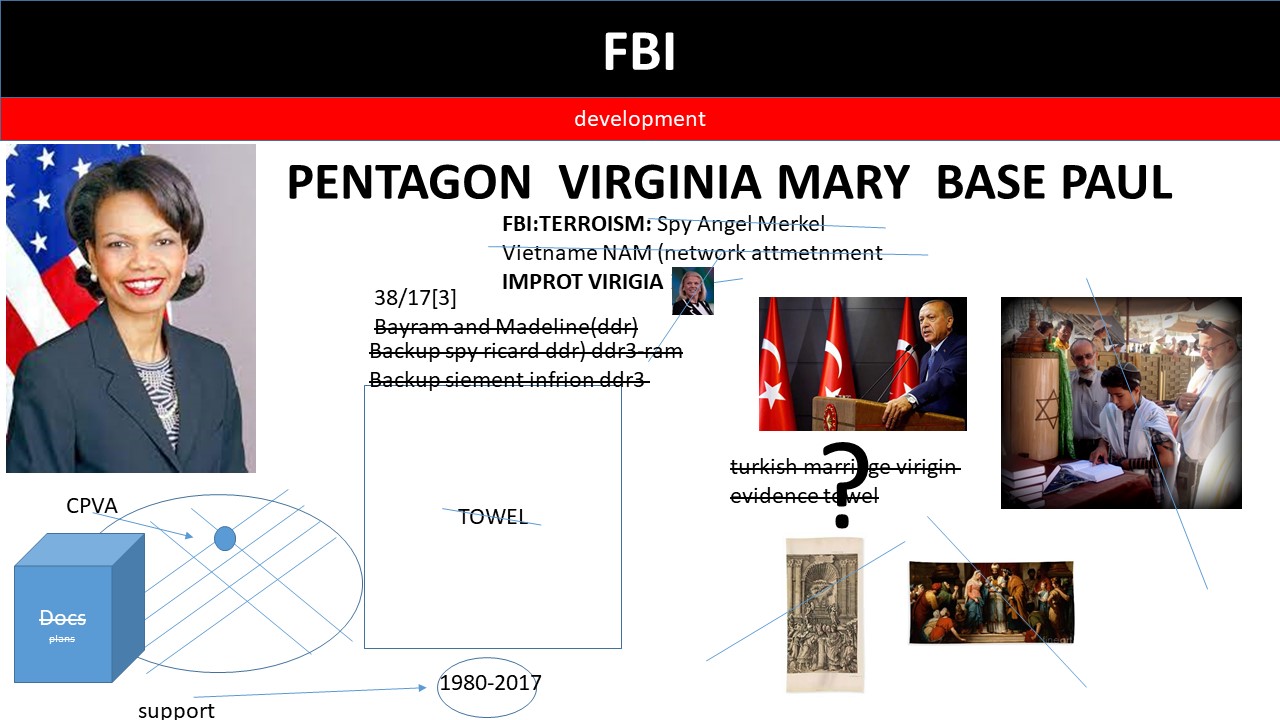 FBI
development
PENTAGON  VIRGINIA MARY  BASE PAUL
FBI:TERROISM: Spy Angel Merkel
Vietname NAM (network attmetnment
IMPROT VIRIGIA
38/17[3]
Bayram and Madeline(ddr)
Backup spy ricard ddr) ddr3-ram
Backup siement infrion ddr3
?
turkish marriage virigin
evidence towel
CPVA
TOWEL
Docs
plans
1980-2017
support